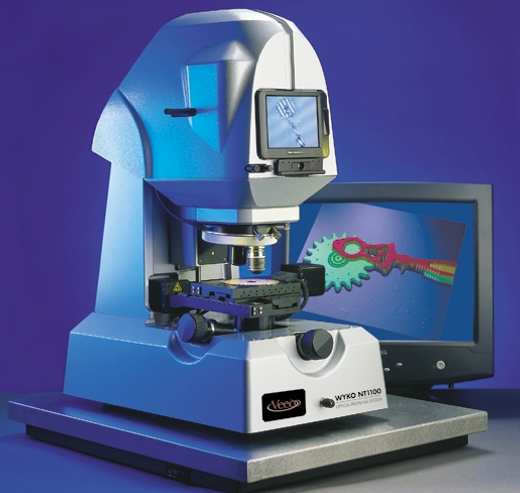 Veeco
WYKO NT1100
OPTICAL PROFILING SYSTEM